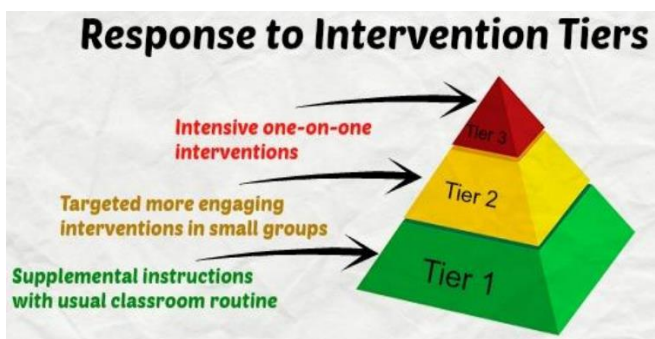 Response to Intervention Tiers
Intensive one-on-one
interventions
Tier 3
Targeted more engaging
interventions in small groups
Tier 2
Supplemental instructions
with usual classroom routine
Tier 1